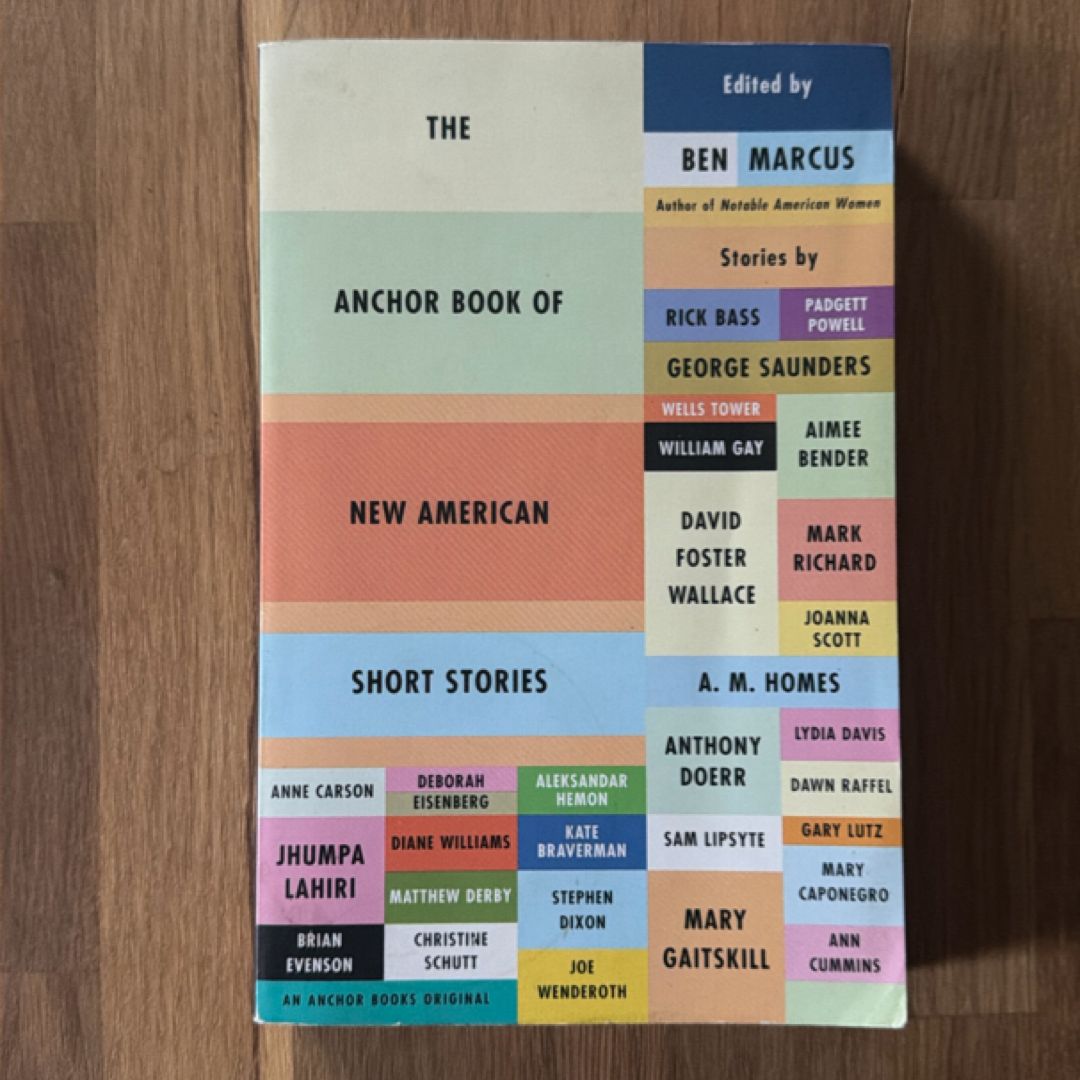 THE
ANCHOR BOOK OF
NEW AMERICAN
SHORT STORIES
Edited by
BEN MARCUS
Author of Notable American Women
Stories by
RICK BASS
PADGETT
POWELL
GEORGE SAUNDERS
WELLS TOWER
WILLIAM GAY
AIMEE
BENDER
DAVID
FOSTER
WALLACE
MARK
RICHARD
JOANNA
SCOTT
A. M. HOMES
ANTHONY
DOERR
LYDIA DAVIS
DAWN RAFFEL
SAM LIPSYTE
GARY LUTZ
MARY
CAPONEGRO
MARY
GAITSKILL
ANN
CUMMINS
ANNE CARSON
DEBORAH
EISENBERG
ALEKSANDAR
HEMON
JHUMPA
LAHIRI
DIANE WILLIAMS
KATE
BRAVERMAN
MATTHEW DERBY
STEPHEN
DIXON
BRIAN
EVENSON
CHRISTINE
SCHUTT
JOE
WENDEROTH
AN ANCHOR BOOKS ORIGINAL